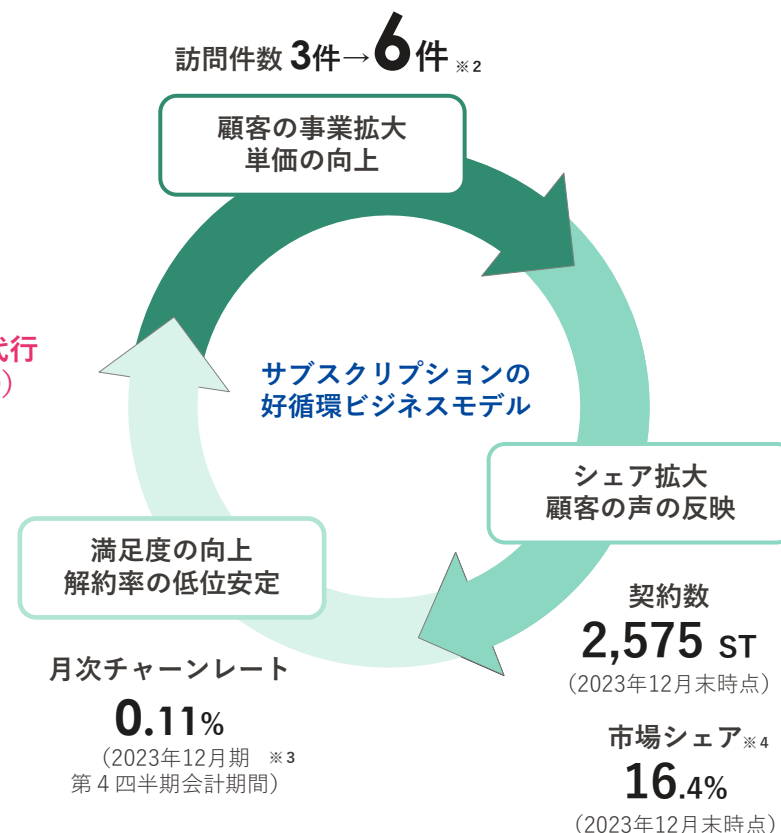 訪問件数 3件→6件 ※2
顧客の事業拡大
単価の向上
代行
)
サブスクリプションの
好循環ビジネスモデル
シェア拡大
顧客の声の反映
満足度の向上
解約率の低位安定
契約数
2,575 ST
(2023年12月末時点)
月次チャーンレート
0.11%
(2023年12月期 ※3
第4四半期会計期間)
市場シェア※4
16.4%
(2023年12月末時点)